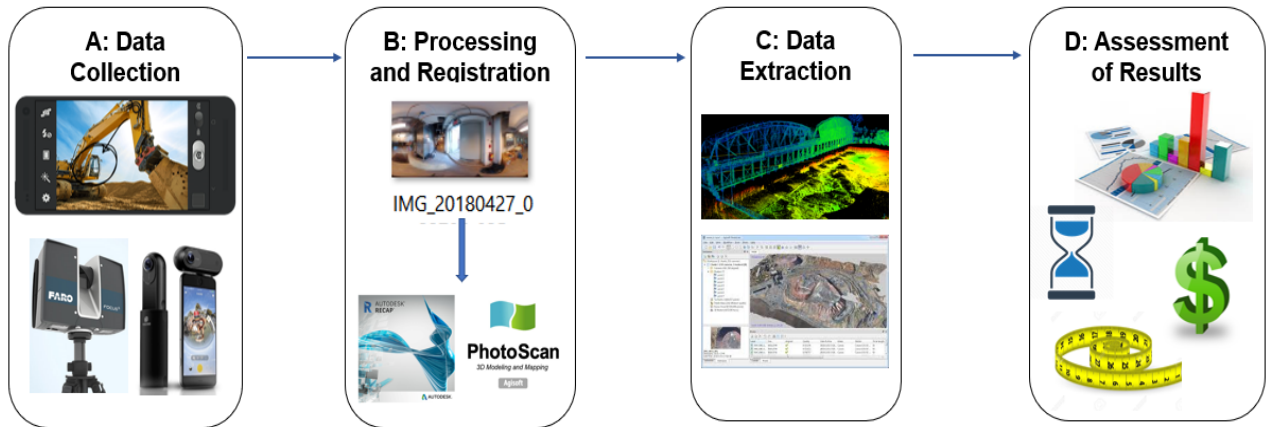 A: Data
Collection
FARO
B: Processing
and Registration
IMG_20180427_0
AUTODESK
RECAP
AUTODESK.
PhotoScan
3D Modeling and Mapping
Agisoft
C: Data
Extraction
D: Assessment
of Results